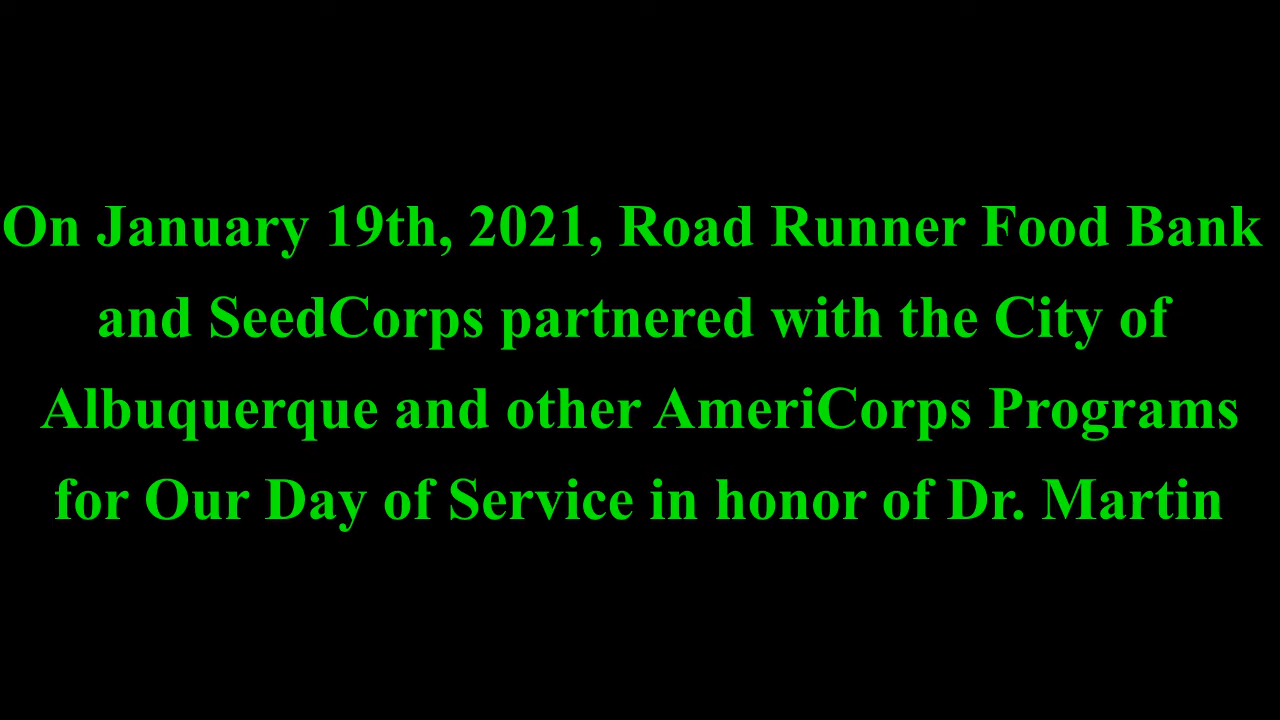 On January 19th, 2021, Road Runner Food Bank
and SeedCorps partnered with the City of
Albuquerque and other AmeriCorps Programs
for Our Day of Service in honor of Dr. Martin